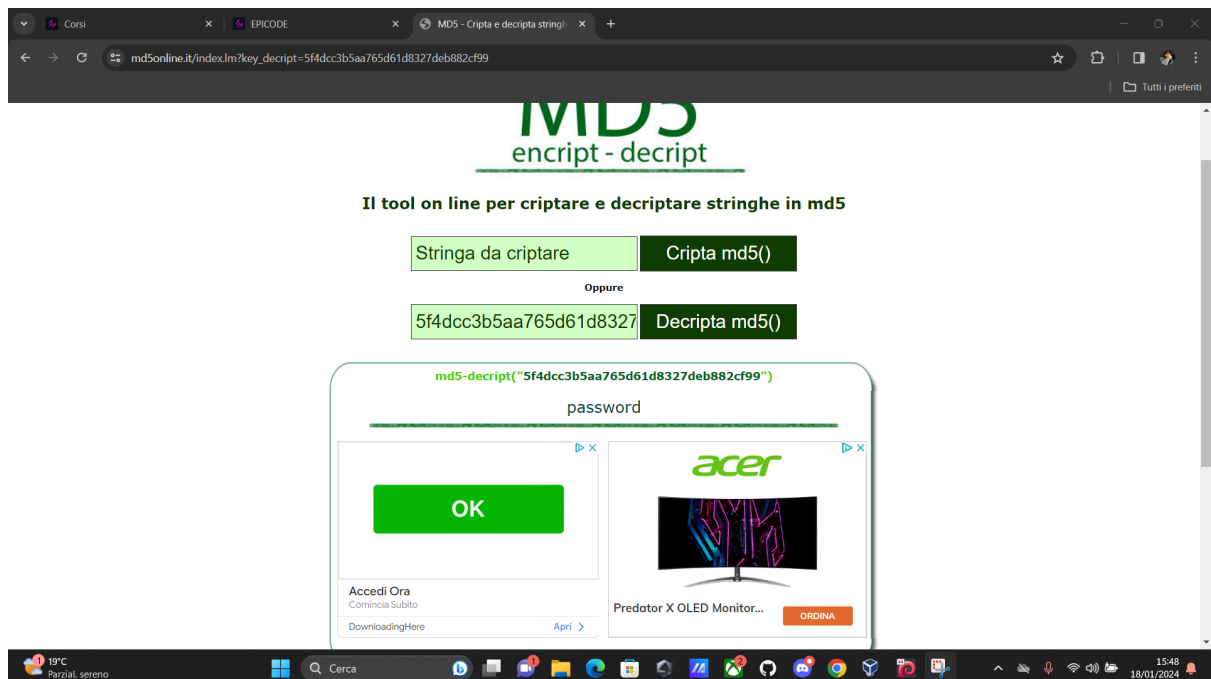 Corsi
EPICODE
MD5 - Cripta e decripta stringh
md5online.it/index.lm?key_decript=5f4dcc3b5aa765d61d8327deb882cf99
Tutti i preferiti
MD5
encript - decript
Il tool on line per criptare e decriptare stringhe in md5
Stringa da criptare
Cripta md5()
Oppure
5f4dcc3b5aa765d61d8327
Decripta md5()
md5-decript("5f4dcc3b5aa765d61d8327deb882cf99")
password
OK
Accedi Ora
Comincia Subito
DownloadingHere
Apri
acer
Predator X OLED Monitor...
ORDINA
1
19°C
Parzial. sereno
Cerca
15:48
18/01/2024